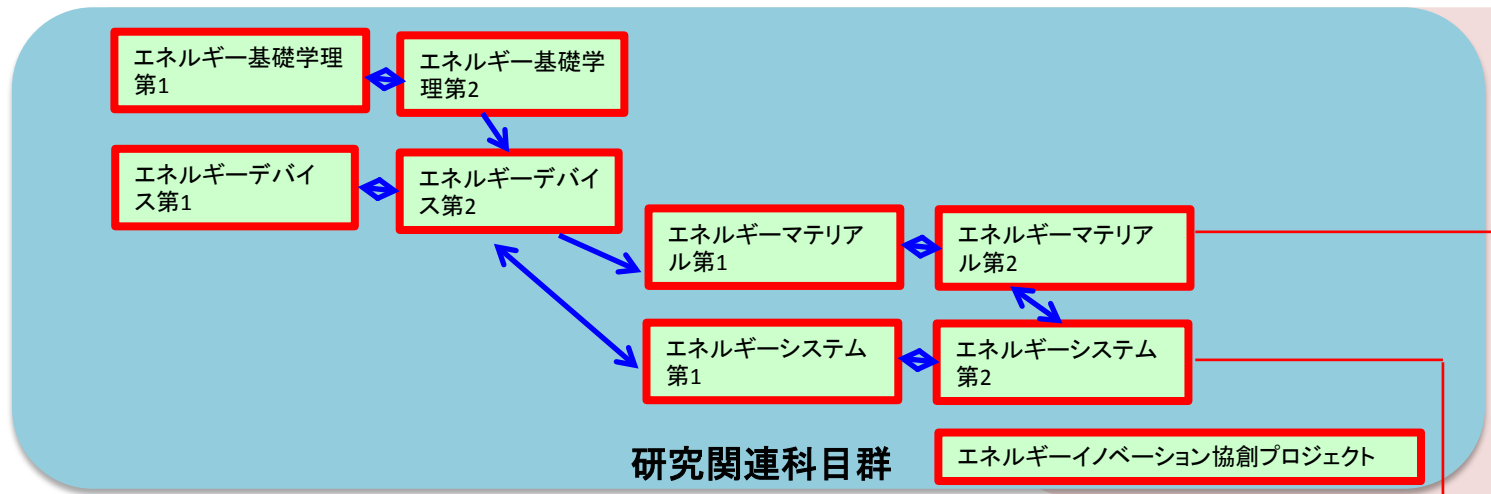 エネルギー基礎学理
第1
エネルギー基礎学
理第2
エネルギーデバイ
ス第1
エネルギーデバイ
ス第2
エネルギーマテリア
ル第1
エネルギーマテリア
ル第2
エネルギーシステム
第1
エネルギーシステム
第2
研究関連科目群
エネルギーイノベーション協創プロジェクト